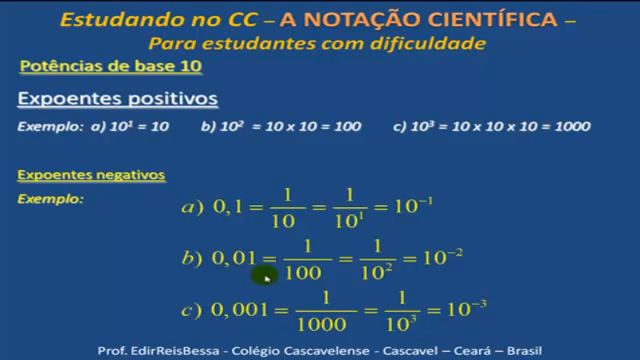 Estudando no CC – A NOTAÇÃO CIENTÍFICA –
Para estudantes com dificuldade
Potências de base 10
Expoentes positivos
Exemplo: a) 10¹ = 10 b) 10² = 10 x 10 = 100 c) 10³ = 10 x 10 x 10 = 1000
Expoentes negativos
Exemplo:
a) 0,1 = 1/10 = 1/10¹ = 10⁻¹
b) 0,01 = 1/100 = 1/10² = 10⁻²
c) 0,001 = 1/1000 = 1/10³ = 10⁻³
Prof. EdirReisBessa - Colégio Cascavelense - Cascavel – Ceará – Brasil